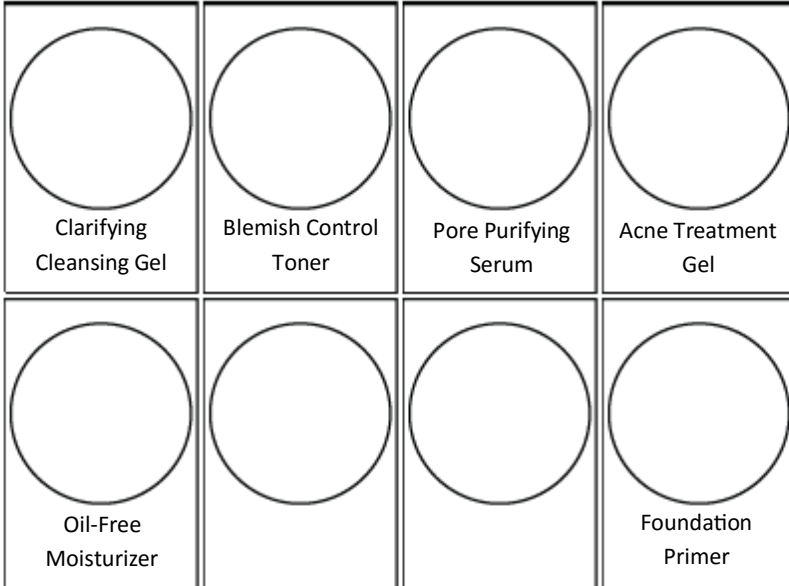 Clarifying
Cleansing Gel
Blemish Control
Toner
Pore Purifying
Serum
Acne Treatment
Gel
Oil-Free
Moisturizer
Foundation
Primer